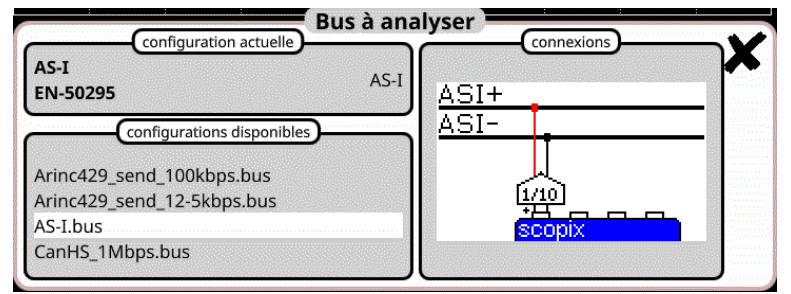 Bus à analyser
configuration actuelle
AS-I
EN-50295
AS-I
configurations disponibles
Arinc429_send_100kbps.bus
Arinc429_send_12-5kbps.bus
AS-I.bus
CanHS_1Mbps.bus
connexions
ASI+
ASI-
1/10
scopix